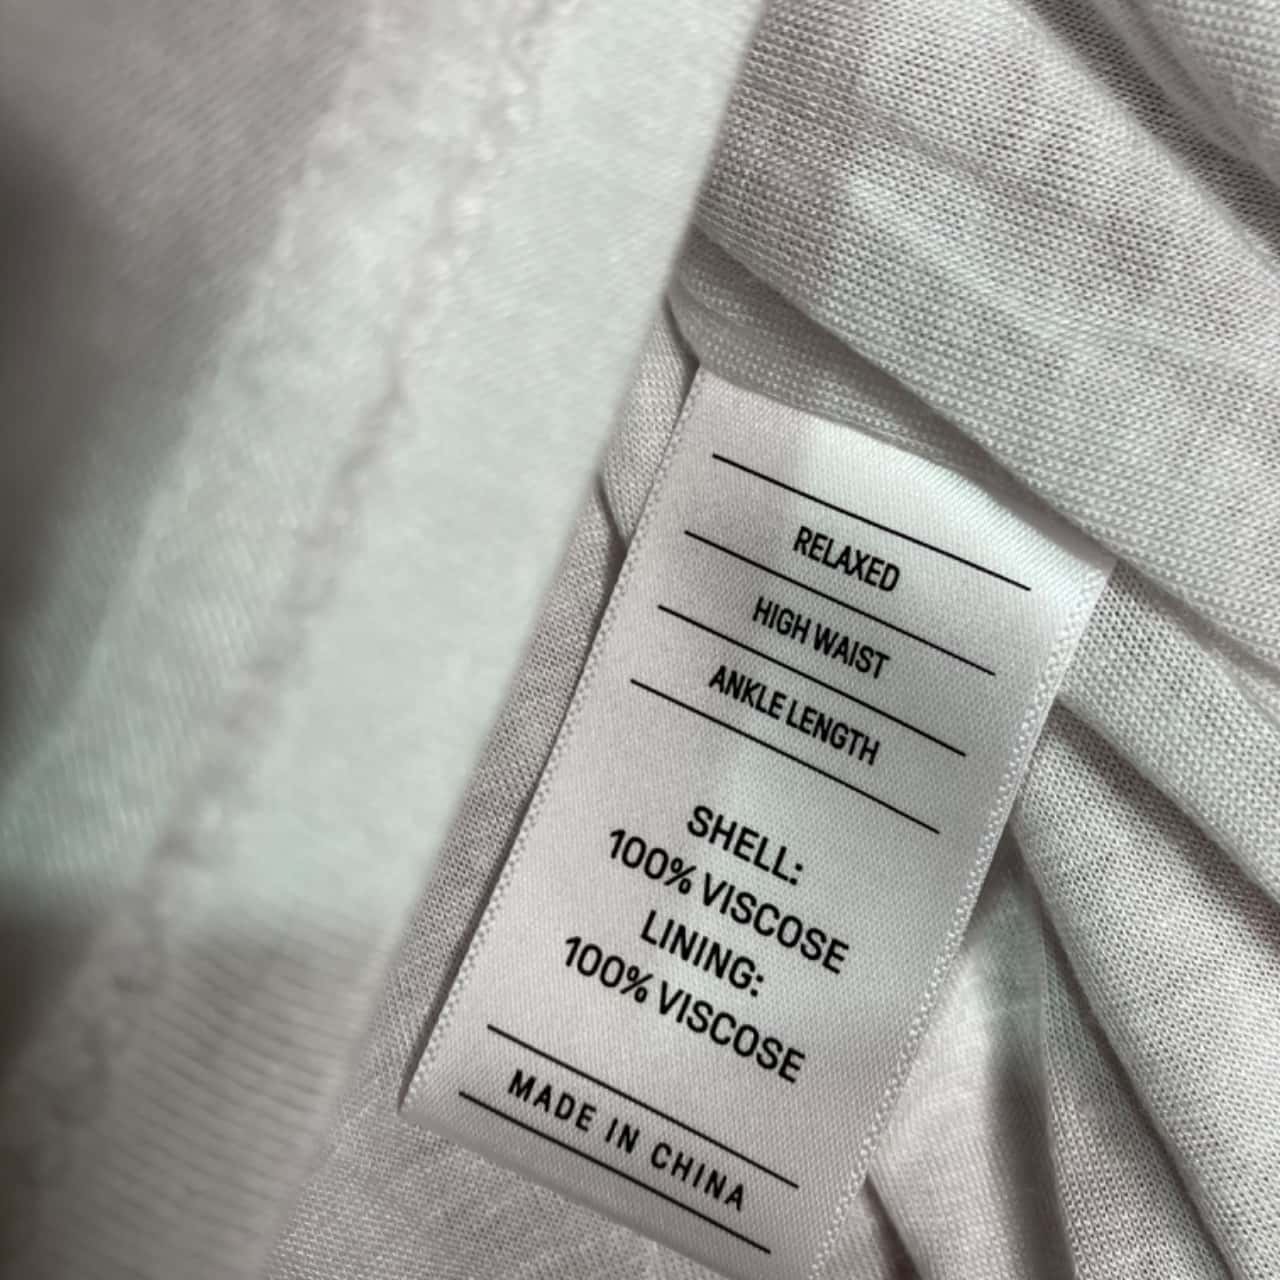 RELAXED
HIGH WAIST
ANKLE LENGTH
SHELL:
100% VISCOSE
LINING:
100% VISCOSE
MADE IN CHINA